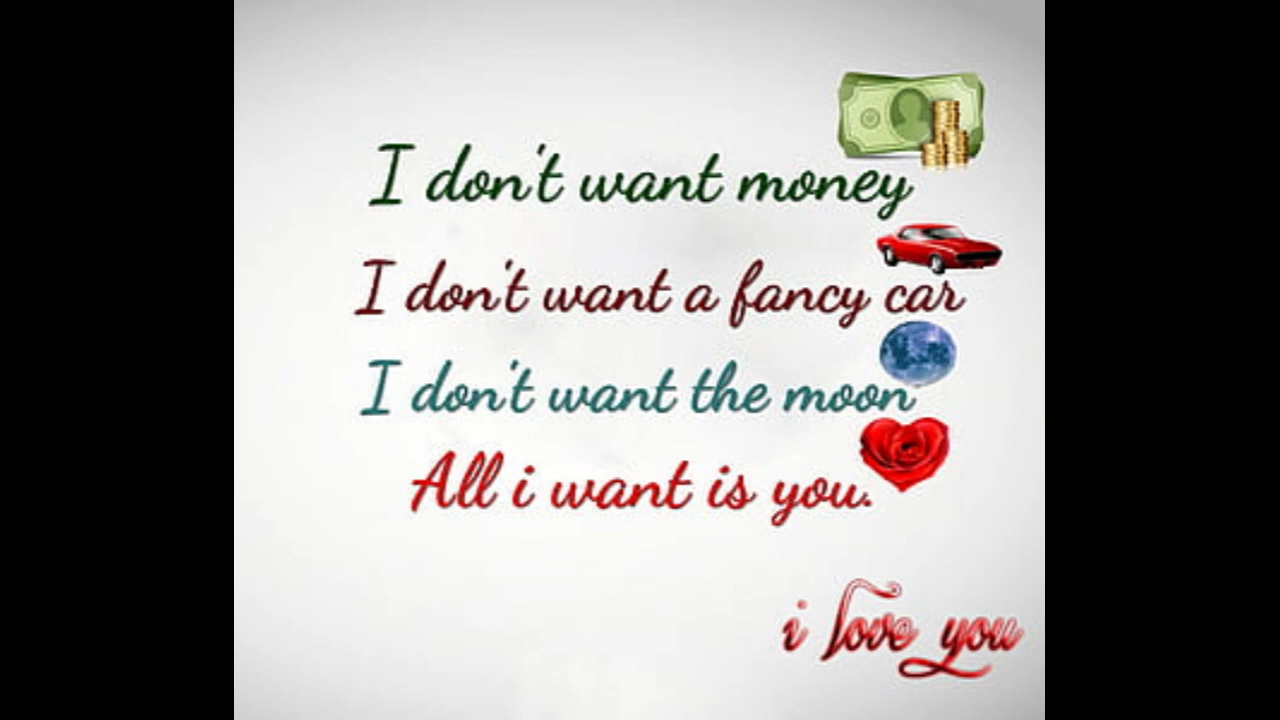 I don't want money
I don't want a fancy car
I don't want the moon
All i want is you.
i love you